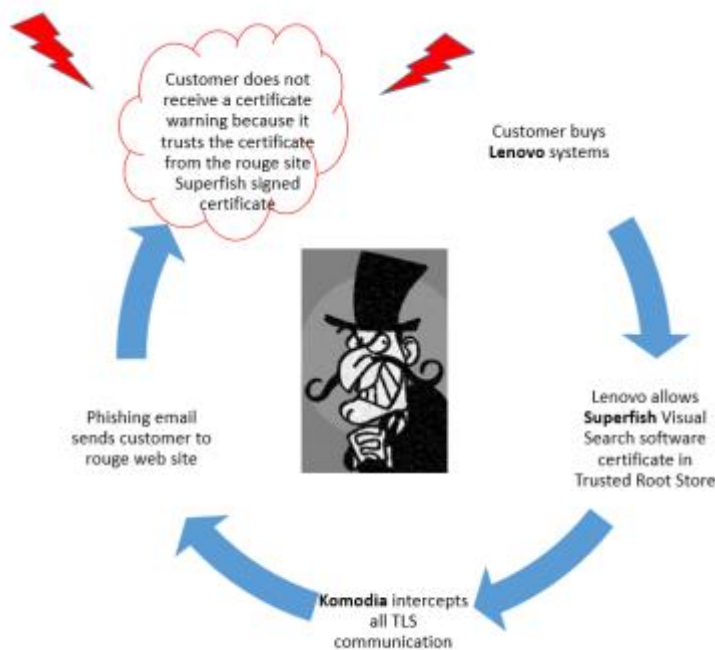 Customer does not
receive a certificate
warning because it
trusts the certificate
from the rouge site
Superfish signed
certificate
Customer buys
Lenovo systems
Lenovo allows
Superfish Visual
Search software
certificate in
Trusted Root Store
Komodia intercepts
all TLS
communication
Phishing email
sends customer to
rouge web site